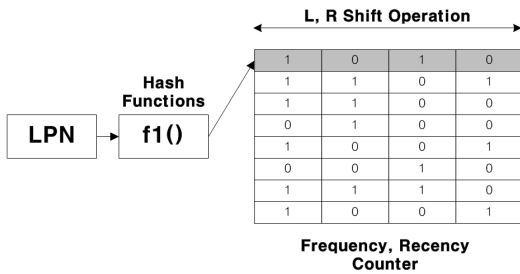 L, R Shift Operation
Hash
Functions
LPN
f1()
1 0 1 0
1 1 0 1
1 1 0 0
0 1 0 0
1 0 0 1
0 0 1 0
1 1 1 0
1 0 0 1
Frequency, Recency
Counter